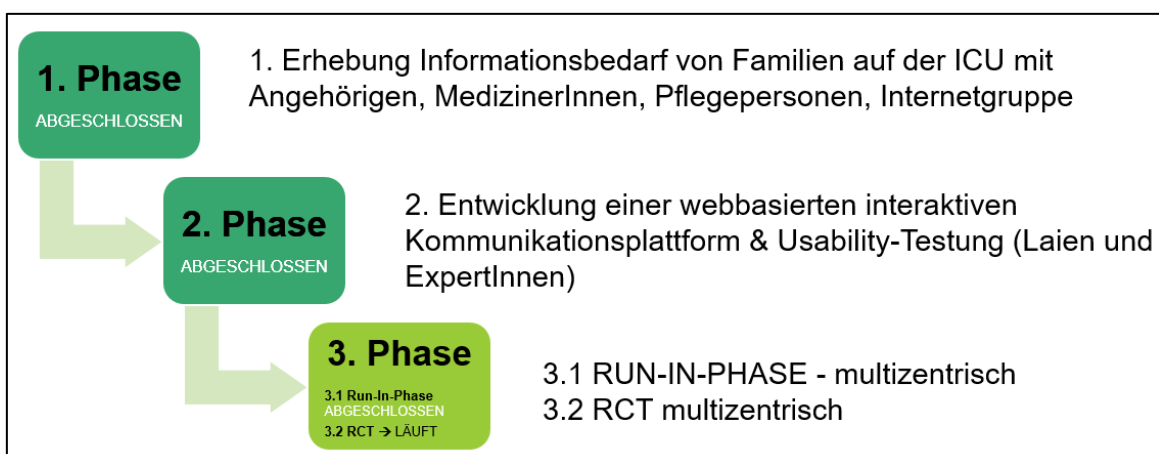 1. Phase
ABGESCHLOSSEN
1. Erhebung Informationsbedarf von Familien auf der ICU mit
Angehörigen, MedizinerInnen, Pflegepersonen, Internetgruppe
2. Phase
ABGESCHLOSSEN
2. Entwicklung einer webbasierten interaktiven
Kommunikationsplattform & Usability-Testung (Laien und
ExpertInnen)
3. Phase
3.1 Run-In-Phase
ABGESCHLOSSEN
3.2 RCT → LÄUFT
3.1 RUN-IN-PHASE - multizentrisch
3.2 RCT multizentrisch